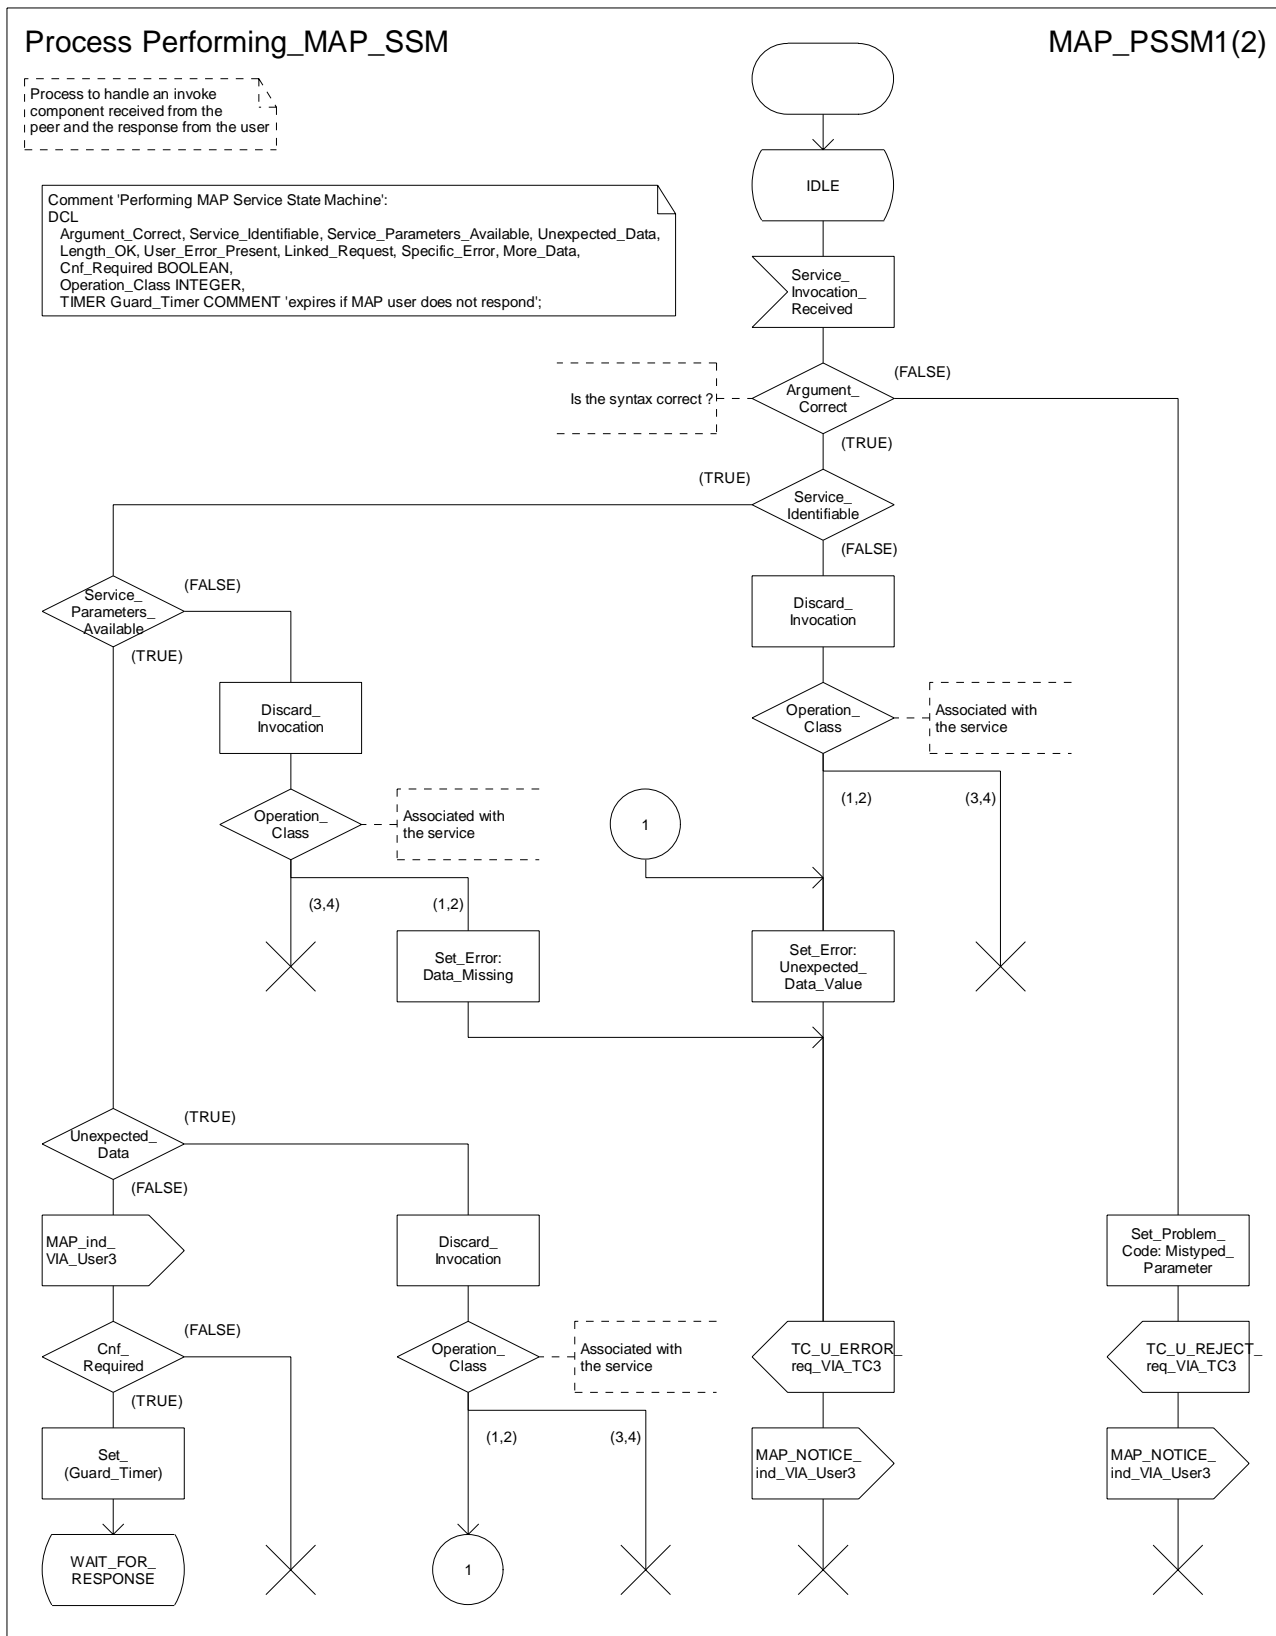 Process Performing_MAP_SSM
MAP_PSSM1(2)
Process to handle an invoke
component received from the
peer and the response from the user
IDLE
Comment 'Performing MAP Service State Machine':
DCL
Argument_Correct, Service_Identifiable, Service_Parameters_Available, Unexpected_Data,
Length_OK, User_Error_Present, Linked_Request, Specific_Error, More_Data,
Cnf_Required BOOLEAN,
Operation_Class INTEGER,
TIMER Guard_Timer COMMENT 'expires if MAP user does not respond';
Service_
Invocation_
Received
(FALSE)
Is the syntax correct ?
Argument_
Correct
(TRUE)
(TRUE)
Service_
Identifiable
(FALSE)
(FALSE)
Service_
Parameters_
Available
(TRUE)
Discard_
Invocation
Discard_
Invocation
Operation_
Class
Associated with
the service
(1,2)
(3,4)
Operation_
Class
Associated with
the service
1
(3,4)
(1,2)
Set_Error:
Data_Missing
Set_Error:
Unexpected_
Data_Value
(TRUE)
Unexpected_
Data
(FALSE)
MAP_ind_
VIA_User3
Discard_
Invocation
Set_Problem_
Code: Mistyped_
Parameter
(FALSE)
Cnf_
Required
(TRUE)
Operation_
Class
Associated with
the service
TC_U_ERROR_
req_VIA_TC3
TC_U_REJECT_
req_VIA_TC3
(1,2)
(3,4)
Set_
(Guard_Timer)
MAP_NOTICE_
ind_VIA_User3
MAP_NOTICE_
ind_VIA_User3
WAIT_FOR_
RESPONSE
1